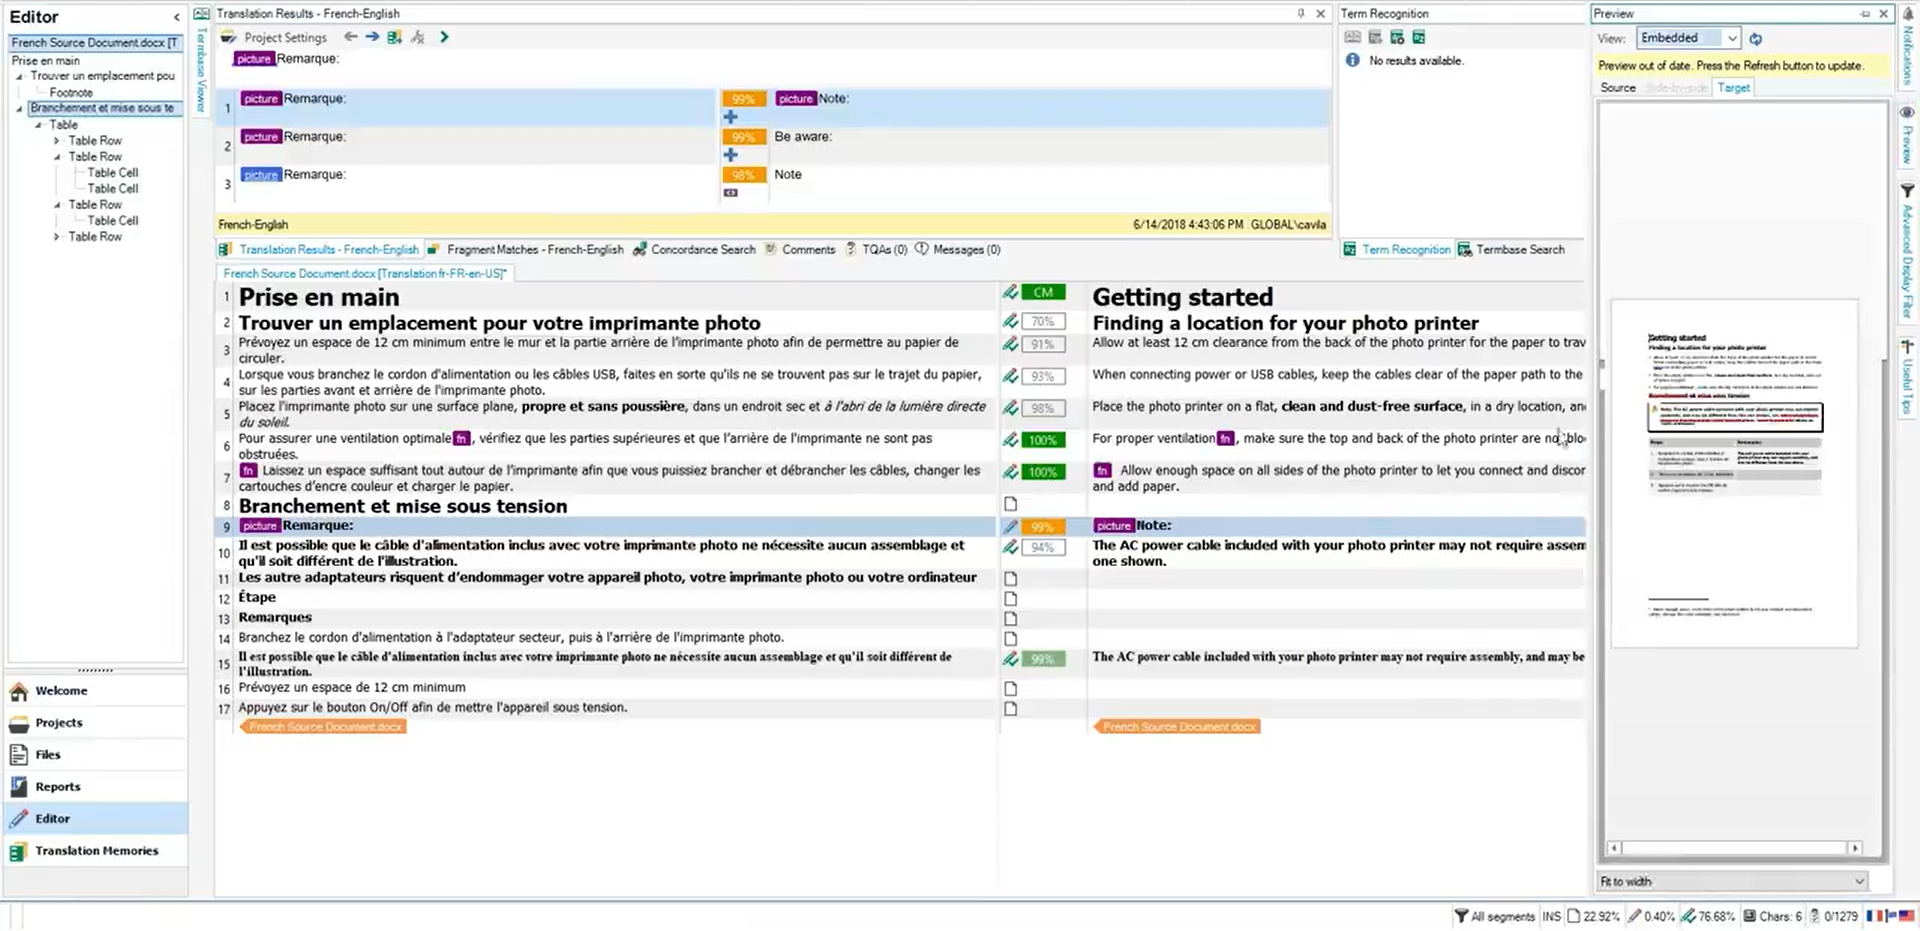 Editor
French Source Document.docx [T
Prise en main
Trouver un emplacement pou
Footnote
Branchement et mise sous te
Table
Table Row
Table Row
Table Cell
Table Cell
Table Row
Table Cell
Table Row
Welcome
Projects
Files
Reports
Editor
Translation Memories
Termbase Viewer
Translation Results - French-English
Project Settings
picture Remarque:
1 picture Remarque: 99% picture Note:
2 picture Remarque: 99% Be aware:
3 picture Remarque: 98% Note
French-English 6/14/2018 4:43:06 PM GLOBAL\cavila
Translation Results - French-English Fragment Matches - French-English Concordance Search Comments TQAs (0) Messages (0)
Term Recognition
No results available.
Term Recognition Termbase Search
French Source Document.docx [Translation fr-FR-en-US]*
1 Prise en main CM Getting started
2 Trouver un emplacement pour votre imprimante photo 70% Finding a location for your photo printer
3 Prévoyez un espace de 12 cm minimum entre le mur et la partie arrière de l'imprimante photo afin de permettre au papier de 91% Allow at least 12 cm clearance from the back of the photo printer for the paper to trav
circuler.
4 Lorsque vous branchez le cordon d'alimentation ou les câbles USB, faites en sorte qu'ils ne se trouvent pas sur le trajet du papier, 93% When connecting power or USB cables, keep the cables clear of the paper path to the
sur les parties avant et arrière de l'imprimante photo.
5 Placez l'imprimante photo sur une surface plane, propre et sans poussière, dans un endroit sec et à l'abri de la lumière directe 98% Place the photo printer on a flat, clean and dust-free surface, in a dry location, and
du soleil.
6 Pour assurer une ventilation optimale fn , vérifiez que les parties supérieures et que l'arrière de l'imprimante ne sont pas 100% For proper ventilation fn , make sure the top and back of the photo printer are not blo
obstruées.
7 fn Laissez un espace suffisant tout autour de l'imprimante afin que vous puissiez brancher et débrancher les câbles, changer les 100% fn Allow enough space on all sides of the photo printer to let you connect and discor
cartouches d'encre couleur et charger le papier. and add paper.
8 Branchement et mise sous tension
9 picture Remarque: 99% picture Note:
10 Il est possible que le câble d'alimentation inclus avec votre imprimante photo ne nécessite aucun assemblage et 94% The AC power cable included with your photo printer may not require assem
qu'il soit différent de l'illustration. one shown.
11 Les autre adaptateurs risquent d'endommager votre appareil photo, votre imprimante photo ou votre ordinateur
12 Étape
13 Remarques
14 Branchez le cordon d'alimentation à l'adaptateur secteur, puis à l'arrière de l'imprimante photo.
15 Il est possible que le câble d'alimentation inclus avec votre imprimante photo ne nécessite aucun assemblage et qu'il soit différent de 99% The AC power cable included with your photo printer may not require assembly, and may be
l'illustration.
16 Prévoyez un espace de 12 cm minimum
17 Appuyez sur le bouton On/Off afin de mettre l'appareil sous tension.
French Source Document.docx French Source Document.docx
Preview
View: Embedded
Preview out of date. Press the Refresh button to update.
Source Side-by-side Target
Getting started
Finding a location for your photo printer
Fit to width
Notifications
Preview
Advanced Display Filter
Useful Tips
All segments INS 22.92% 0.40% 76.68% Chars: 6 0/1279